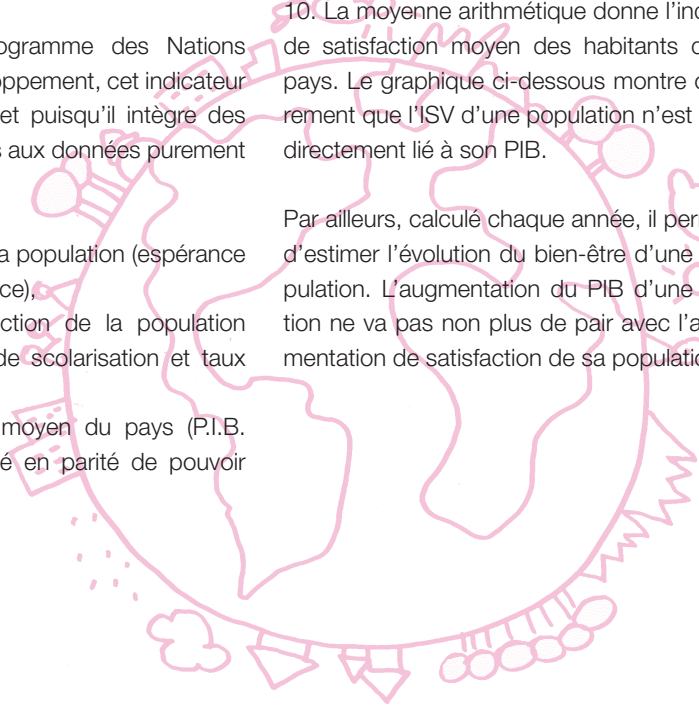 ogramme des Nations
oppement, cet indicateur
et puisqu'il intègre des
s aux données purement
a population (espérance
ce),
ction de la population
de scolarisation et taux
moyen du pays (P.I.B.
é en parité de pouvoir
10. La moyenne arithmétique donne l'ind
de satisfaction moyen des habitants d
pays. Le graphique ci-dessous montre c
rement que l'ISV d'une population n'est
directement lié à son PIB.
Par ailleurs, calculé chaque année, il per
d'estimer l'évolution du bien-être d'une
pulation. L'augmentation du PIB d'une
tion ne va pas non plus de pair avec l'a
mentation de satisfaction de sa populatio